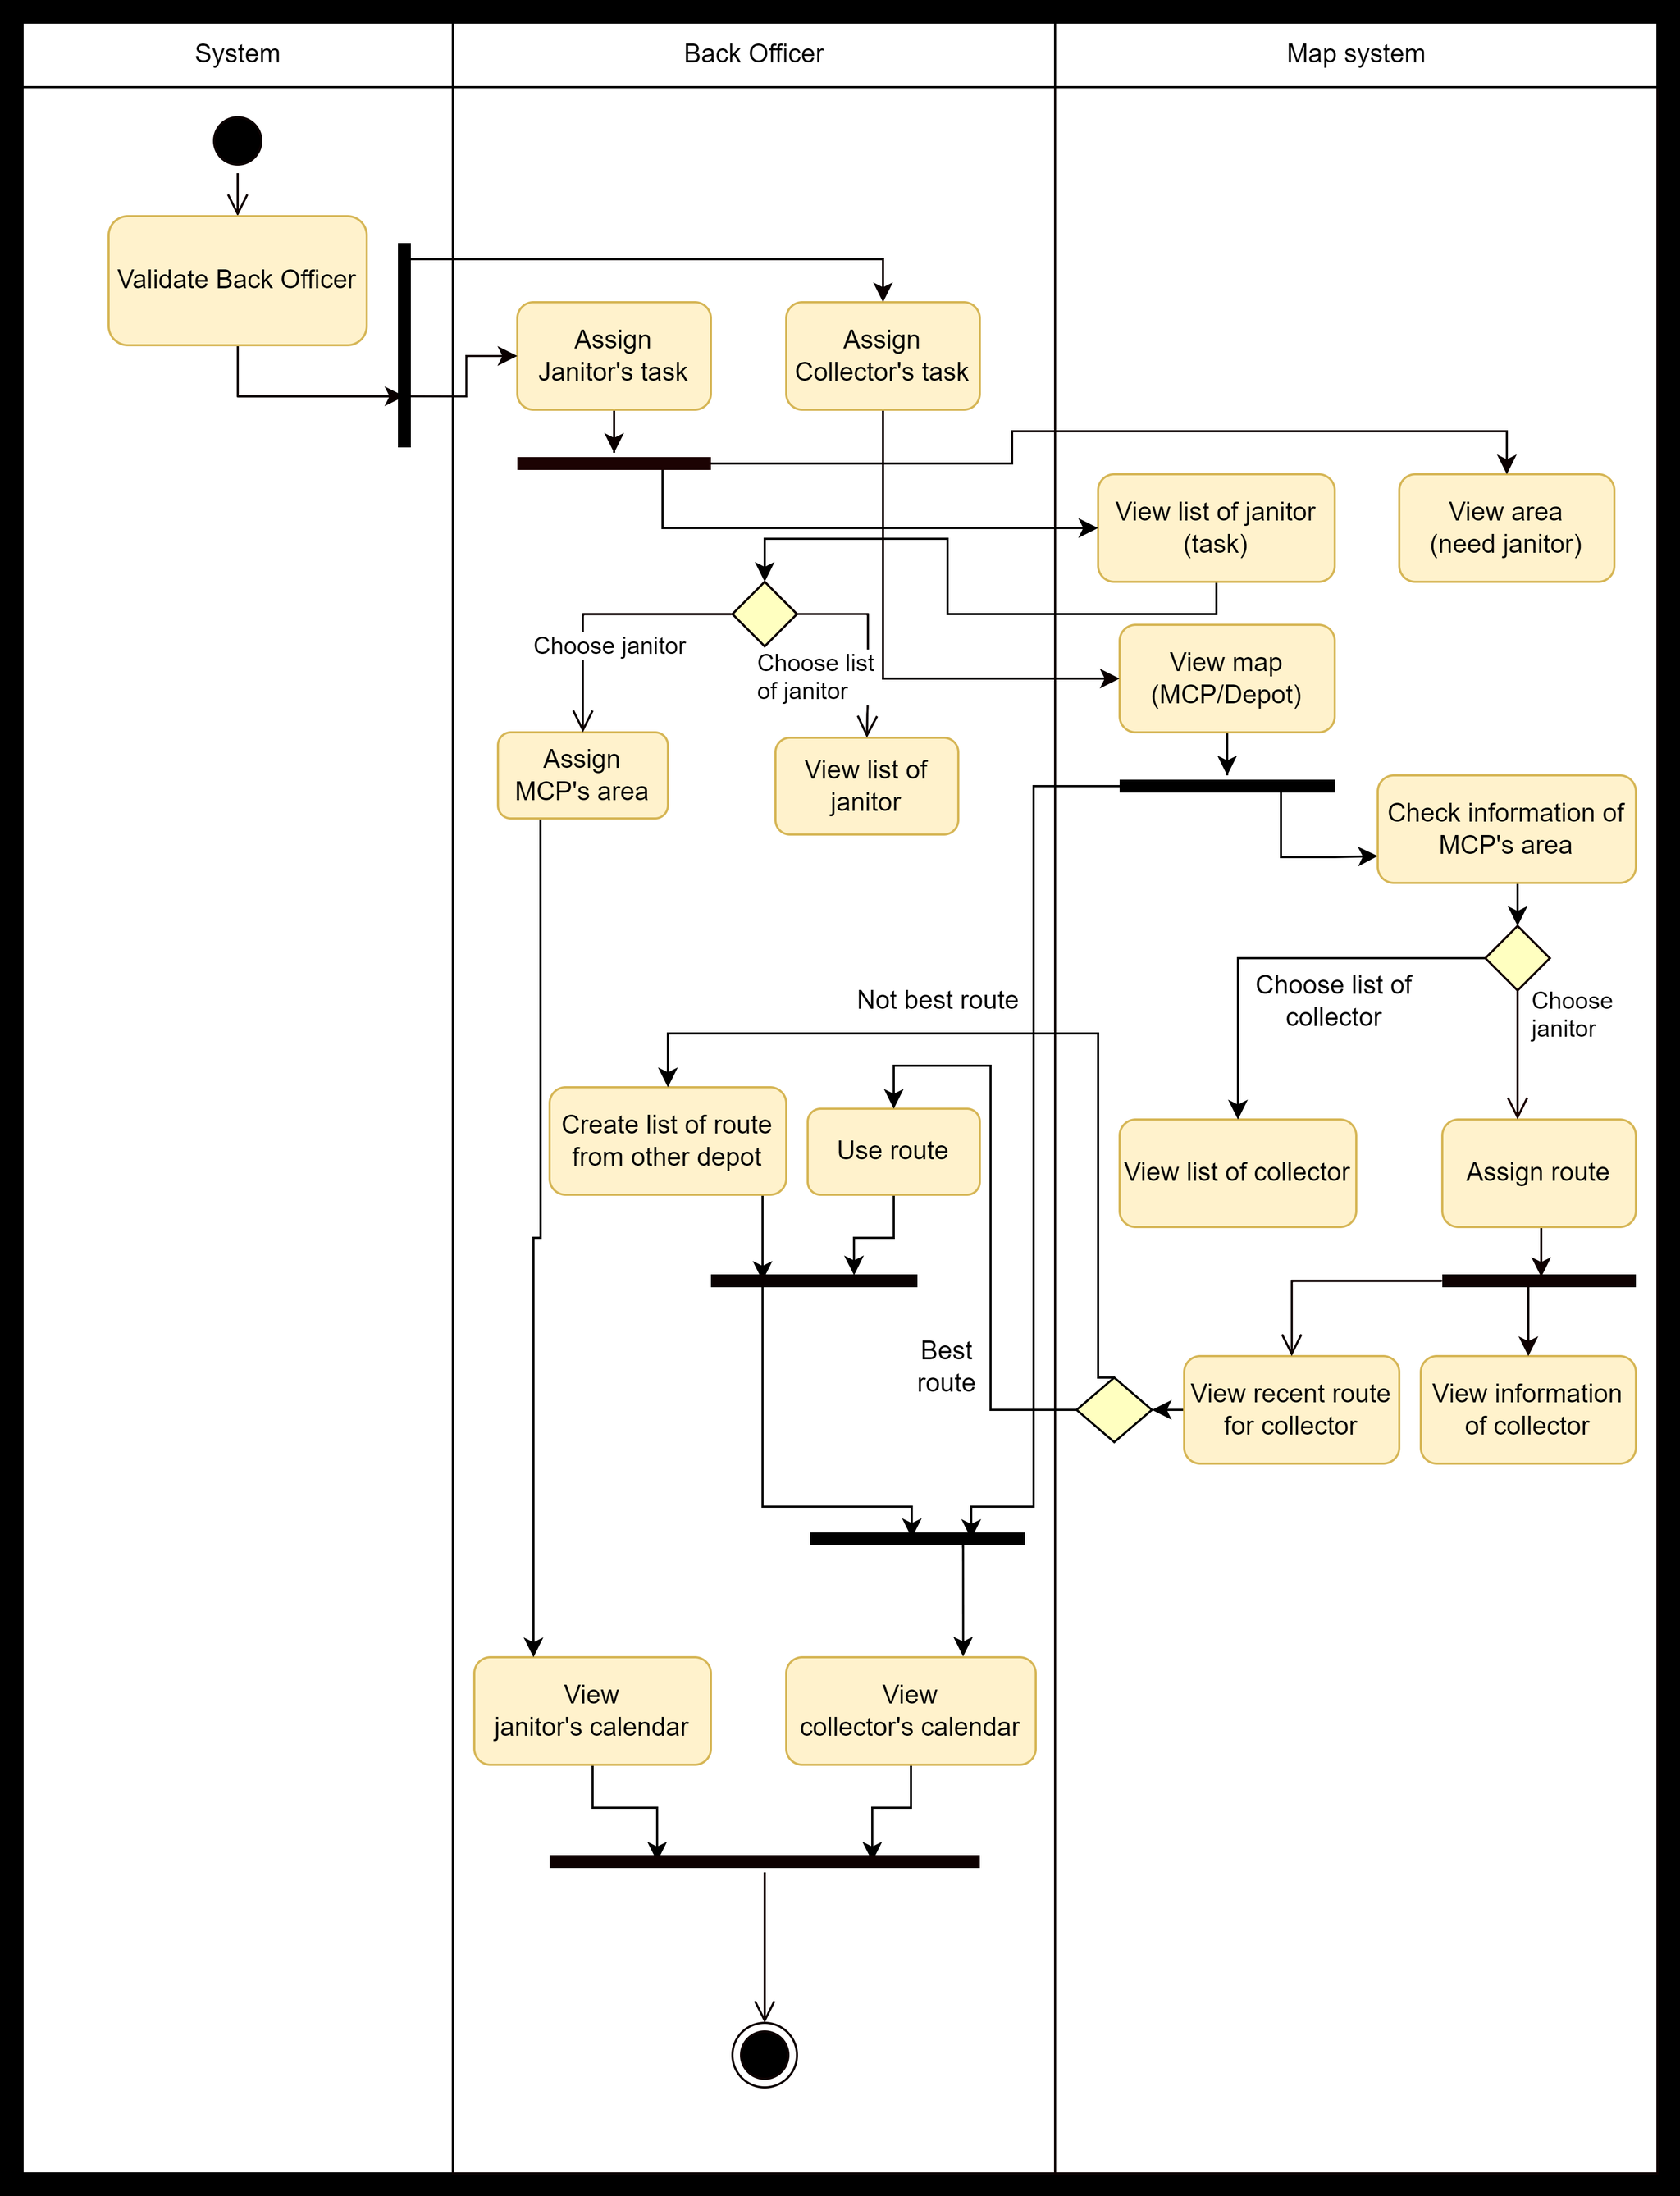 System
Back Officer
Map system
Validate Back Officer
Assign
Janitor's task
Assign
Collector's task
View list of janitor
(task)
View area
(need janitor)
Choose janitor
Choose list
of janitor
View map
(MCP/Depot)
Assign
MCP's area
View list of
janitor
Check information of
MCP's area
Choose list of
collector
Choose
janitor
Not best route
Create list of route
from other depot
Use route
View list of collector
Assign route
Best
route
View recent route
for collector
View information
of collector
View
janitor's calendar
View
collector's calendar